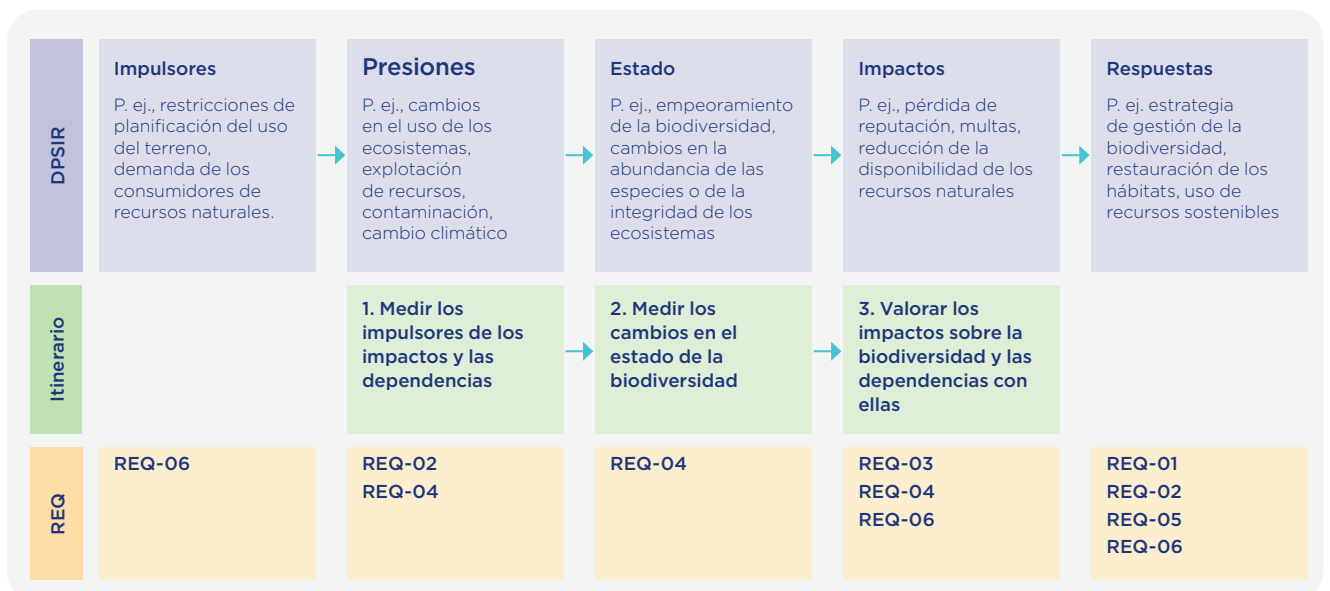 DPSIR
Impulsores
P. ej., restricciones de
planificación del uso
del terreno,
demanda de los
consumidores de
recursos naturales.
Presiones
P. ej., cambios
en el uso de los
ecosistemas,
explotación
de recursos,
contaminación,
cambio climático
Estado
P. ej., empeoramiento
de la biodiversidad,
cambios en la
abundancia de las
especies o de la
integridad de los
ecosistemas
Impactos
P. ej., pérdida de
reputación, multas,
reducción de la
disponibilidad de los
recursos naturales
Respuestas
P. ej. estrategia
de gestión de la
biodiversidad,
restauración de los
hábitats, uso de
recursos sostenibles
Itinerario
1. Medir los
impulsores de los
impactos y las
dependencias
2. Medir los
cambios en el
estado de la
biodiversidad
3. Valorar los
impactos sobre la
biodiversidad y las
dependencias con
ellas
REQ
REQ-06
REQ-02
REQ-04
REQ-04
REQ-03
REQ-04
REQ-06
REQ-01
REQ-02
REQ-05
REQ-06